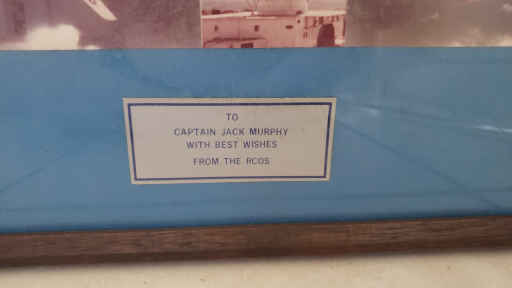 TO
CAPTAIN JACK MURPHY
WITH BEST WISHES
FROM THE RCOS